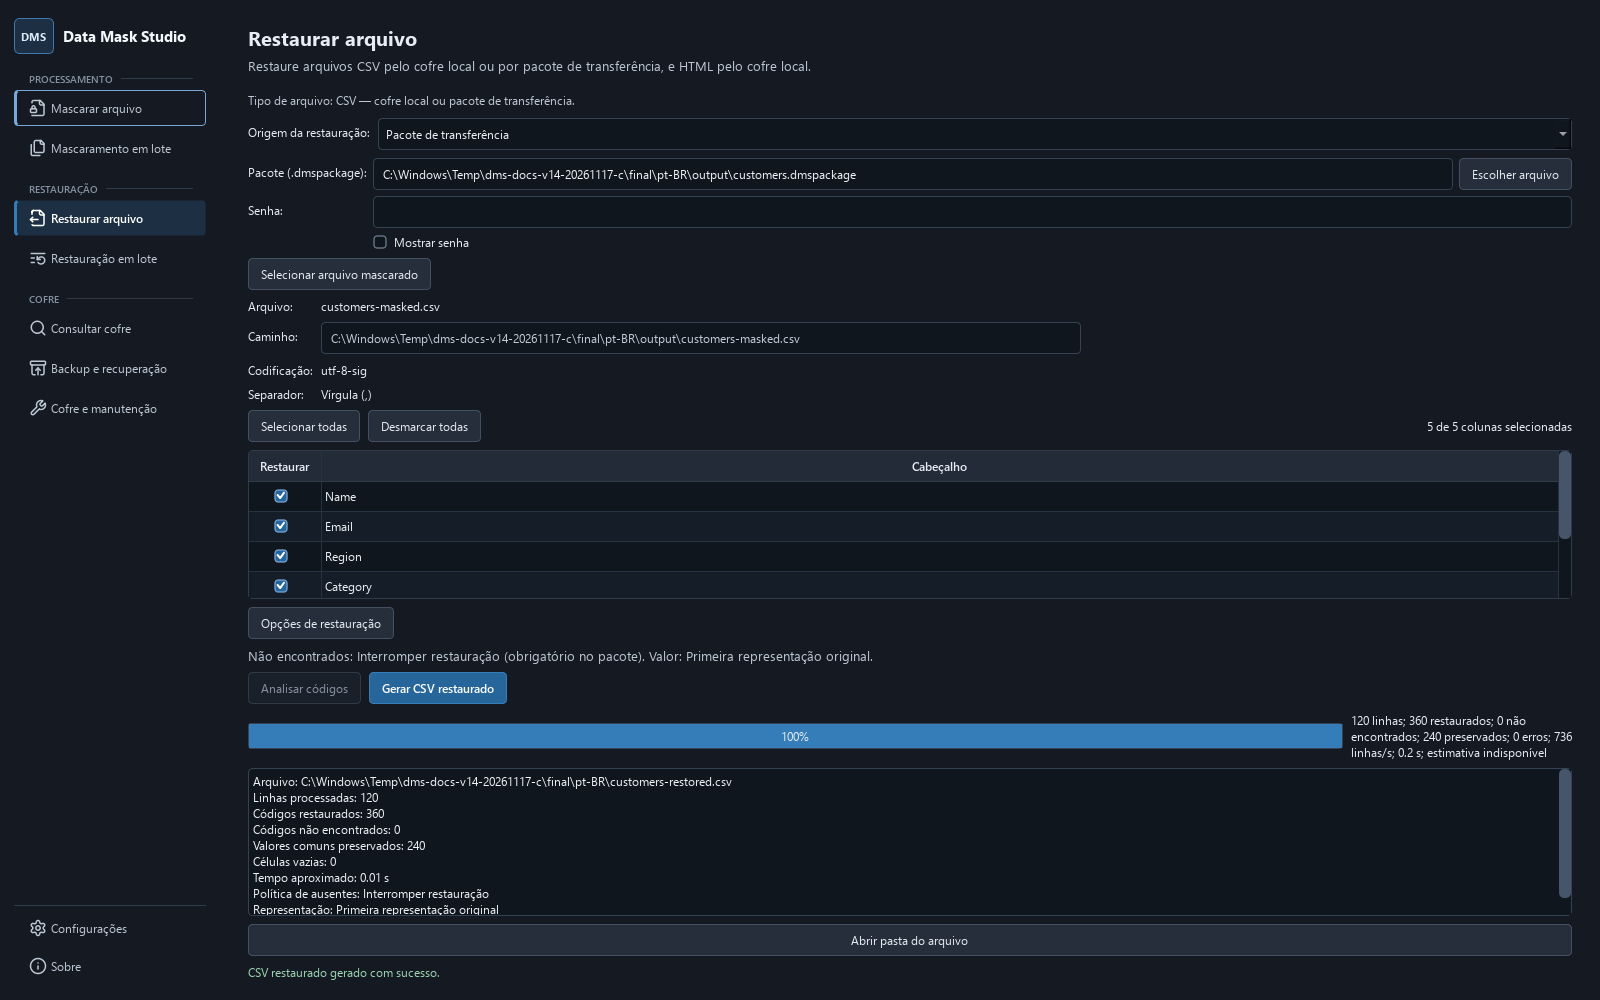 DMS
Data Mask Studio
PROCESSAMENTO
Mascarar arquivo
Mascaramento em lote
RESTAURAÇÃO
Restaurar arquivo
Restauração em lote
COFRE
Consultar cofre
Backup e recuperação
Cofre e manutenção
Configurações
Sobre
Restaurar arquivo
Restaure arquivos CSV pelo cofre local ou por pacote de transferência, e HTML pelo cofre local.
Tipo de arquivo: CSV — cofre local ou pacote de transferência.
Origem da restauração: Pacote de transferência
Pacote (.dmspackage): C:\Windows\Temp\dms-docs-v14-20261117-c\final\pt-BR\output\customers.dmspackage Escolher arquivo
Senha:
Mostrar senha
Selecionar arquivo mascarado
Arquivo: customers-masked.csv
Caminho: C:\Windows\Temp\dms-docs-v14-20261117-c\final\pt-BR\output\customers-masked.csv
Codificação: utf-8-sig
Separador: Vírgula (,)
Selecionar todas Desmarcar todas 5 de 5 colunas selecionadas
Restaurar Cabeçalho
Name
Email
Region
Category
Opções de restauração
Não encontrados: Interromper restauração (obrigatório no pacote). Valor: Primeira representação original.
Analisar códigos Gerar CSV restaurado
100%
120 linhas; 360 restaurados; 0 não
encontrados; 240 preservados; 0 erros; 736
linhas/s; 0.2 s; estimativa indisponível
Arquivo: C:\Windows\Temp\dms-docs-v14-20261117-c\final\pt-BR\customers-restored.csv
Linhas processadas: 120
Códigos restaurados: 360
Códigos não encontrados: 0
Valores comuns preservados: 240
Células vazias: 0
Tempo aproximado: 0.01 s
Política de ausentes: Interromper restauração
Representação: Primeira representação original
Abrir pasta do arquivo
CSV restaurado gerado com sucesso.